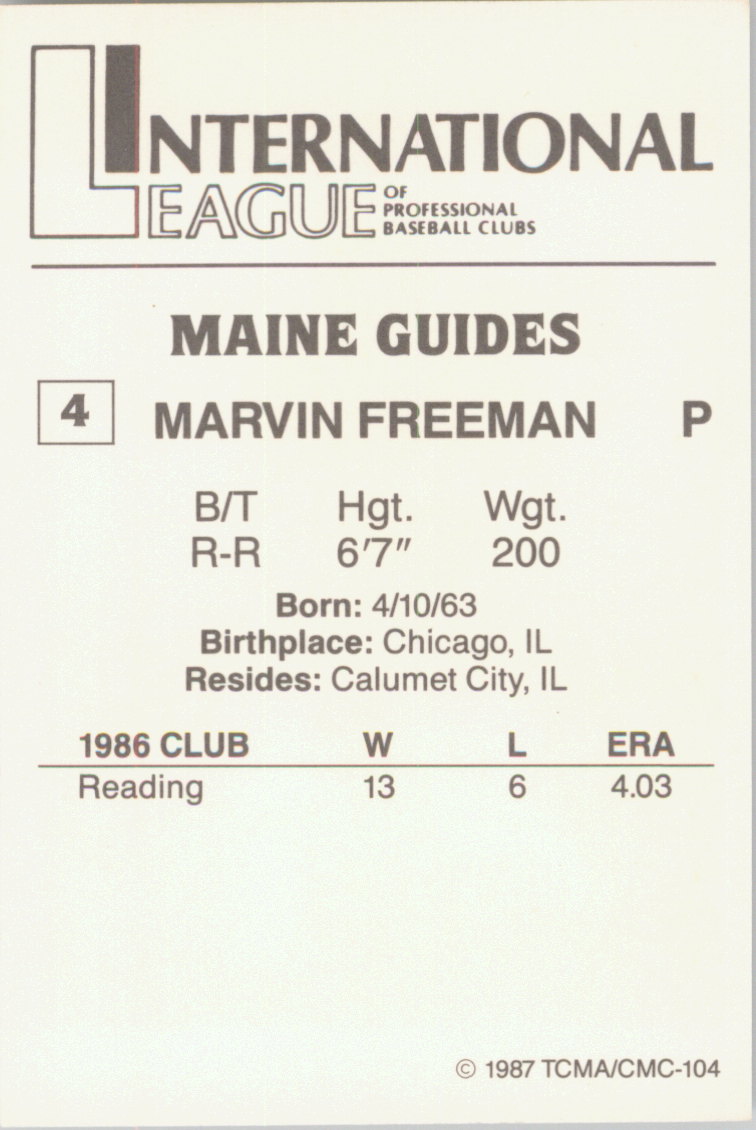 INTERNATIONAL
LEAGUE OF
PROFESSIONAL
BASEBALL CLUBS
MAINE GUIDES
4 MARVIN FREEMAN P
B/T Hgt. Wgt.
R-R 6'7" 200
Born: 4/10/63
Birthplace: Chicago, IL
Resides: Calumet City, IL
1986 CLUB W L ERA
Reading 13 6 4.03
© 1987 TCMA/CMC-104